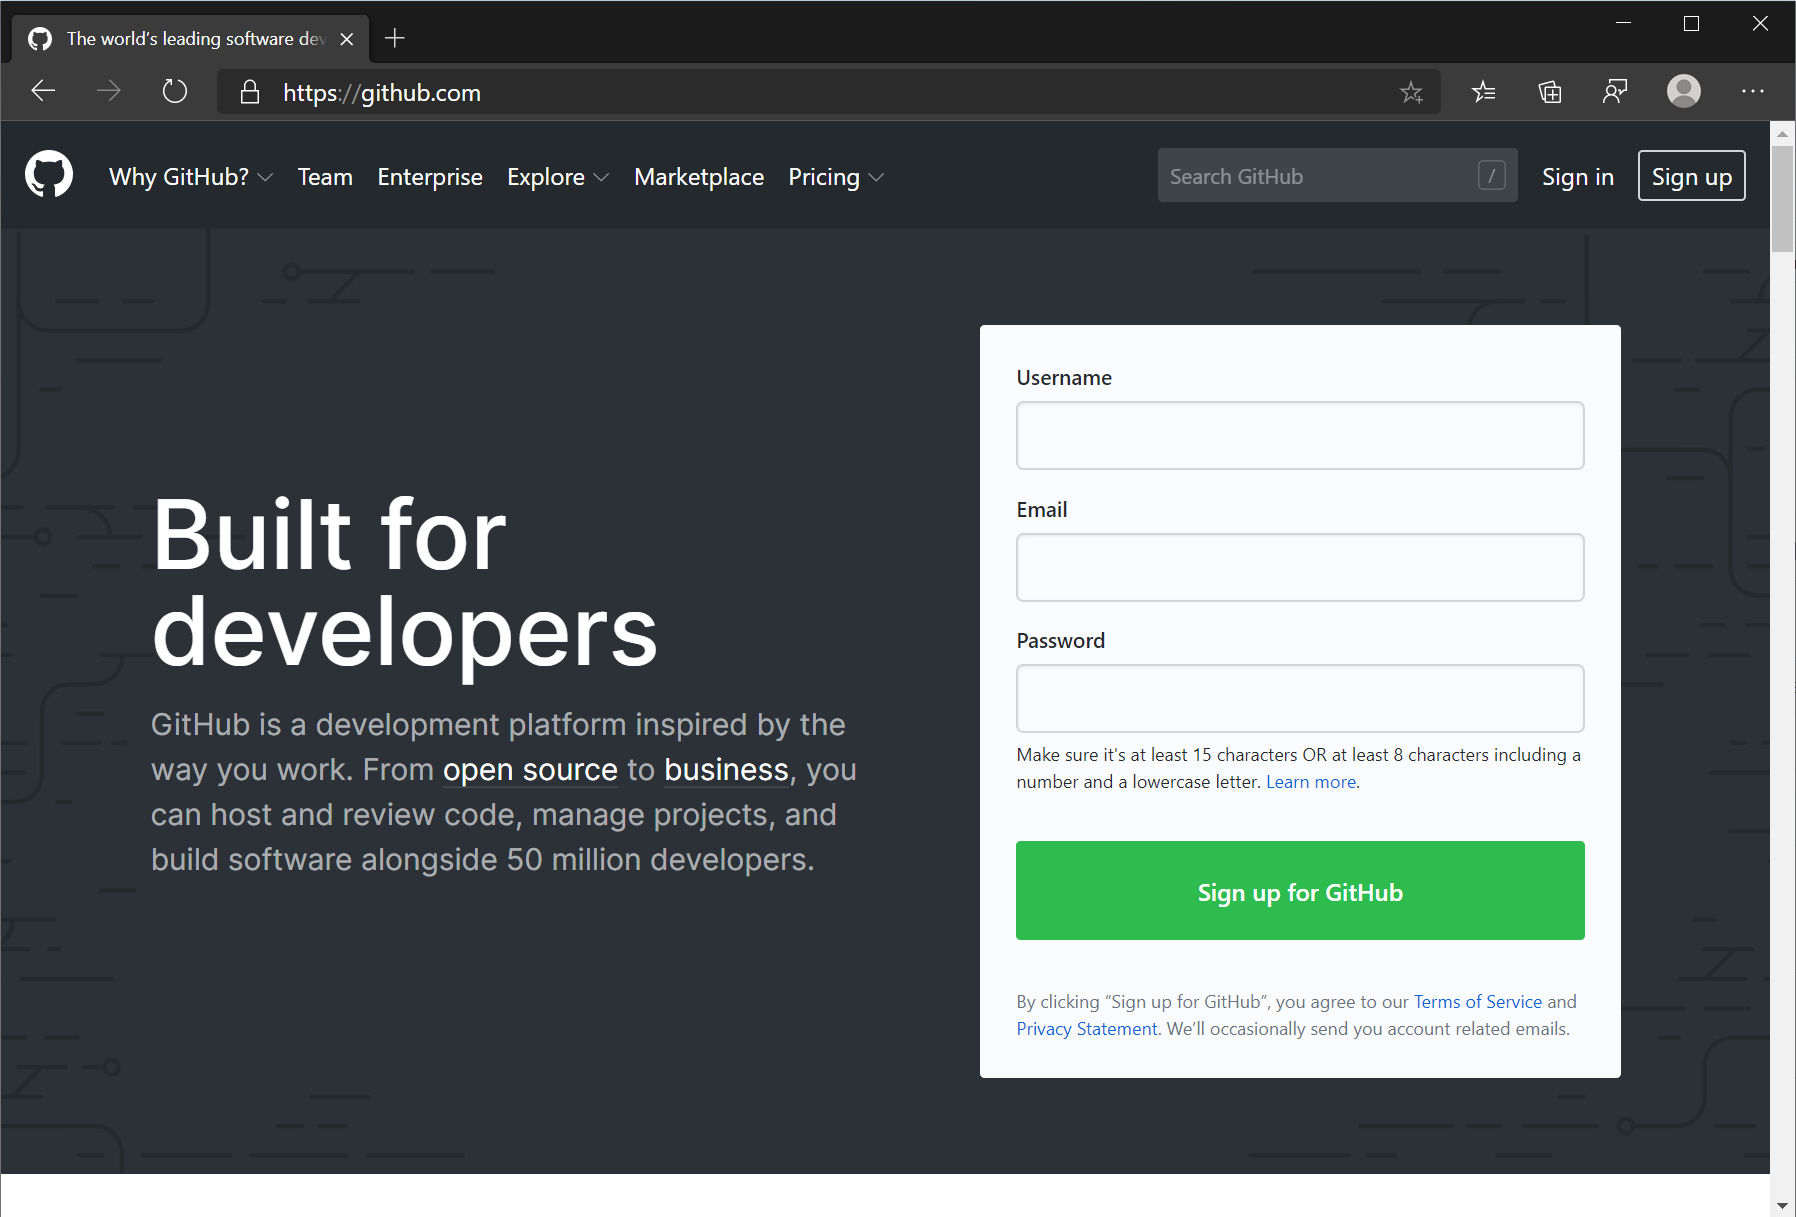 The world's leading software dev
https://github.com
Why GitHub?
Team
Enterprise
Explore
Marketplace
Pricing
Search GitHub
/
Sign in
Sign up
Built for
developers
GitHub is a development platform inspired by the
way you work. From open source to business, you
can host and review code, manage projects, and
build software alongside 50 million developers.
Username
Email
Password
Make sure it's at least 15 characters OR at least 8 characters including a
number and a lowercase letter. Learn more.
Sign up for GitHub
By clicking “Sign up for GitHub”, you agree to our Terms of Service and
Privacy Statement. We’ll occasionally send you account related emails.